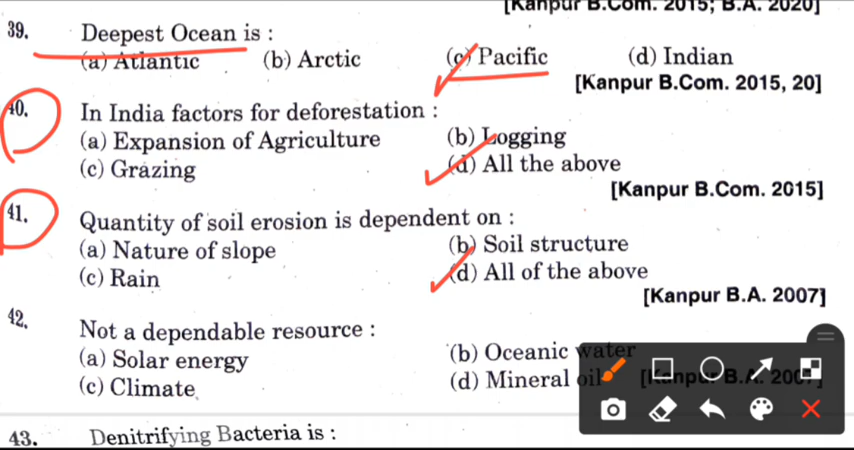 [Kanpur B.Com. 2015; B.A. 2020]
39. Deepest Ocean is :
(a) Atlantic (b) Arctic (c) Pacific (d) Indian
[Kanpur B.Com. 2015, 20]
40. In India factors for deforestation :
(a) Expansion of Agriculture (b) Logging
(c) Grazing (d) All the above
[Kanpur B.Com. 2015]
41. Quantity of soil erosion is dependent on :
(a) Nature of slope (b) Soil structure
(c) Rain (d) All of the above
[Kanpur B.A. 2007]
42. Not a dependable resource :
(a) Solar energy (b) Oceanic water
(c) Climate (d) Mineral oil [Kanpur B.A. 2007]
43. Denitrifying Bacteria is :